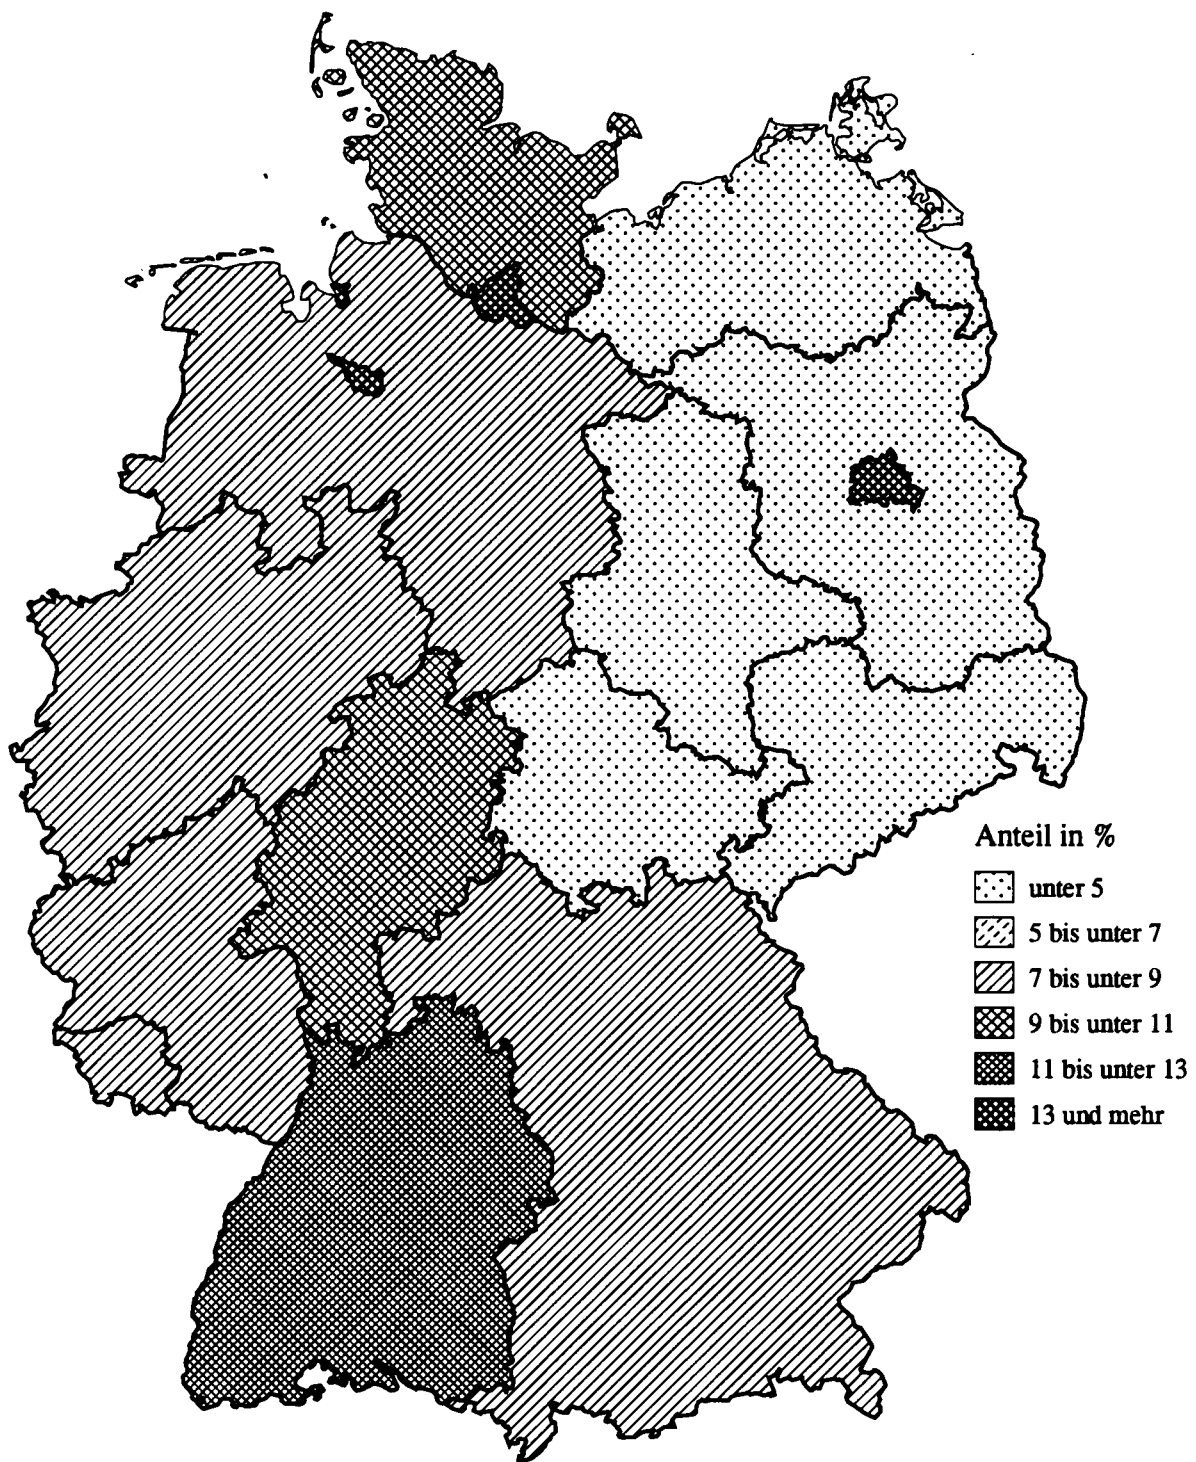 Anteil in %
unter 5
5 bis unter 7
7 bis unter 9
9 bis unter 11
11 bis unter 13
13 und mehr